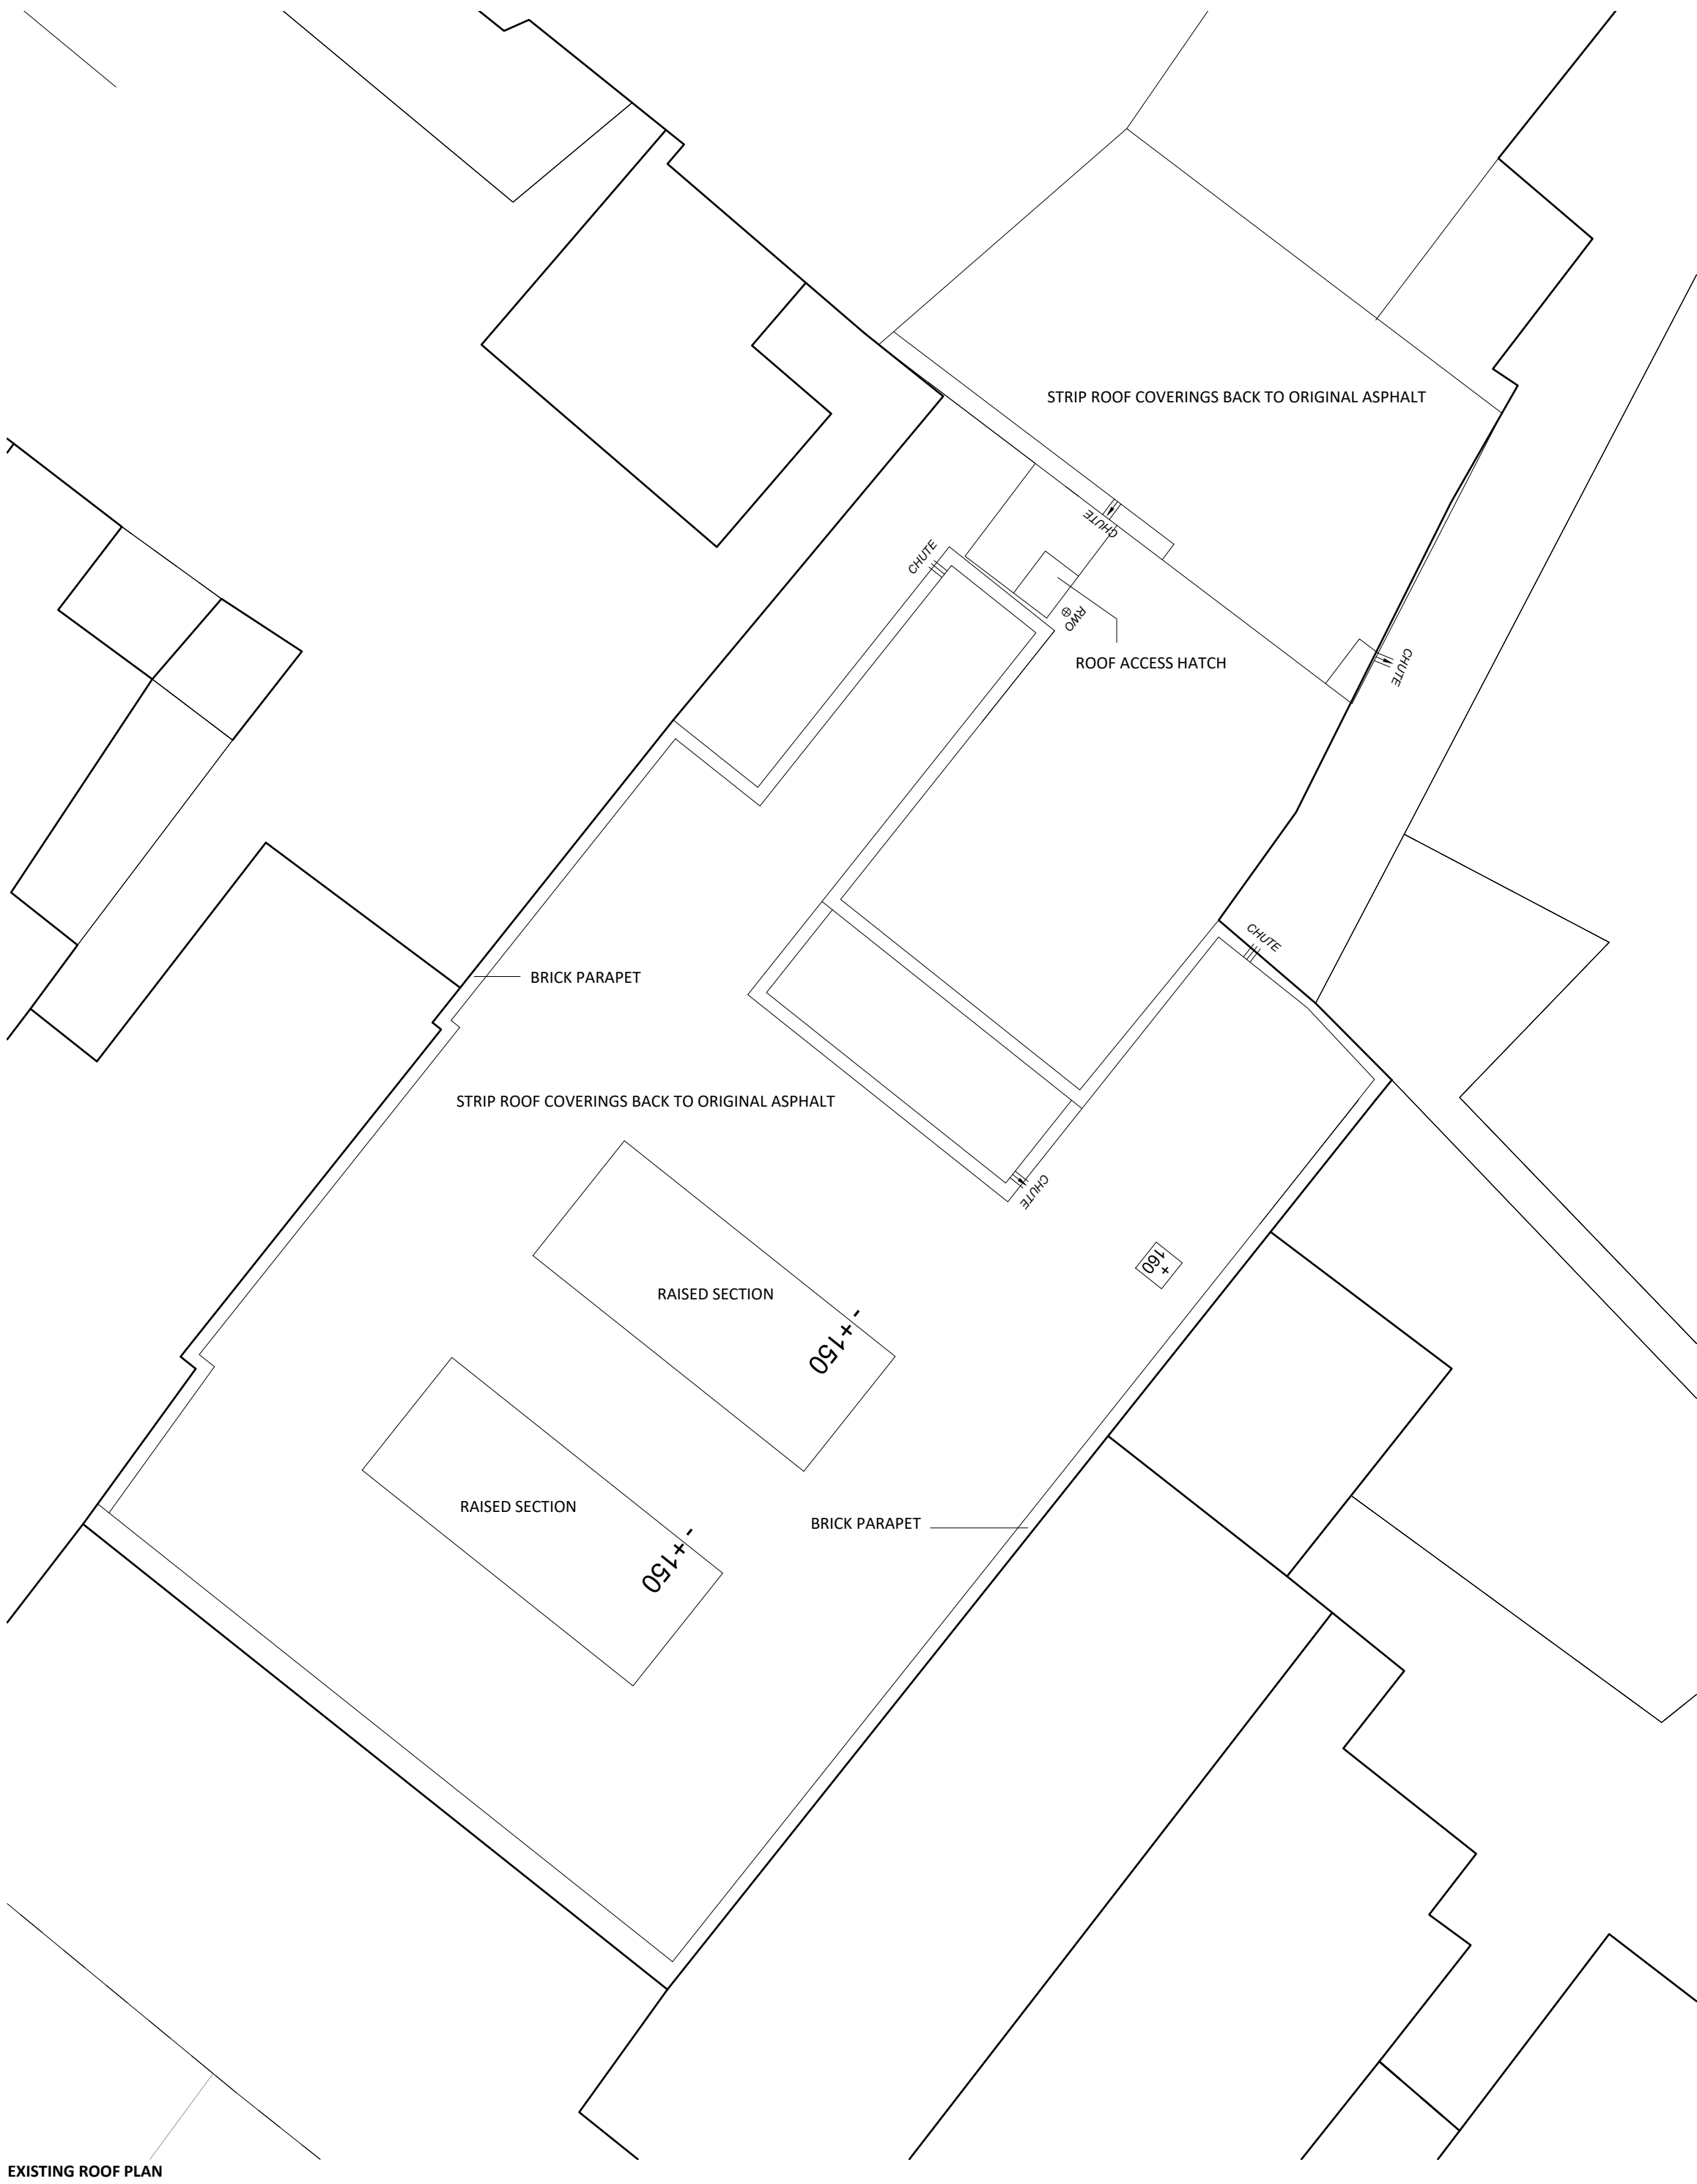 STRIP ROOF COVERINGS BACK TO ORIGINAL ASPHALT
CHUTE
CHUTE
RWO
ROOF ACCESS HATCH
CHUTE
CHUTE
BRICK PARAPET
STRIP ROOF COVERINGS BACK TO ORIGINAL ASPHALT
CHUTE
+
160
RAISED SECTION
-+150
RAISED SECTION
-+150
BRICK PARAPET
EXISTING ROOF PLAN